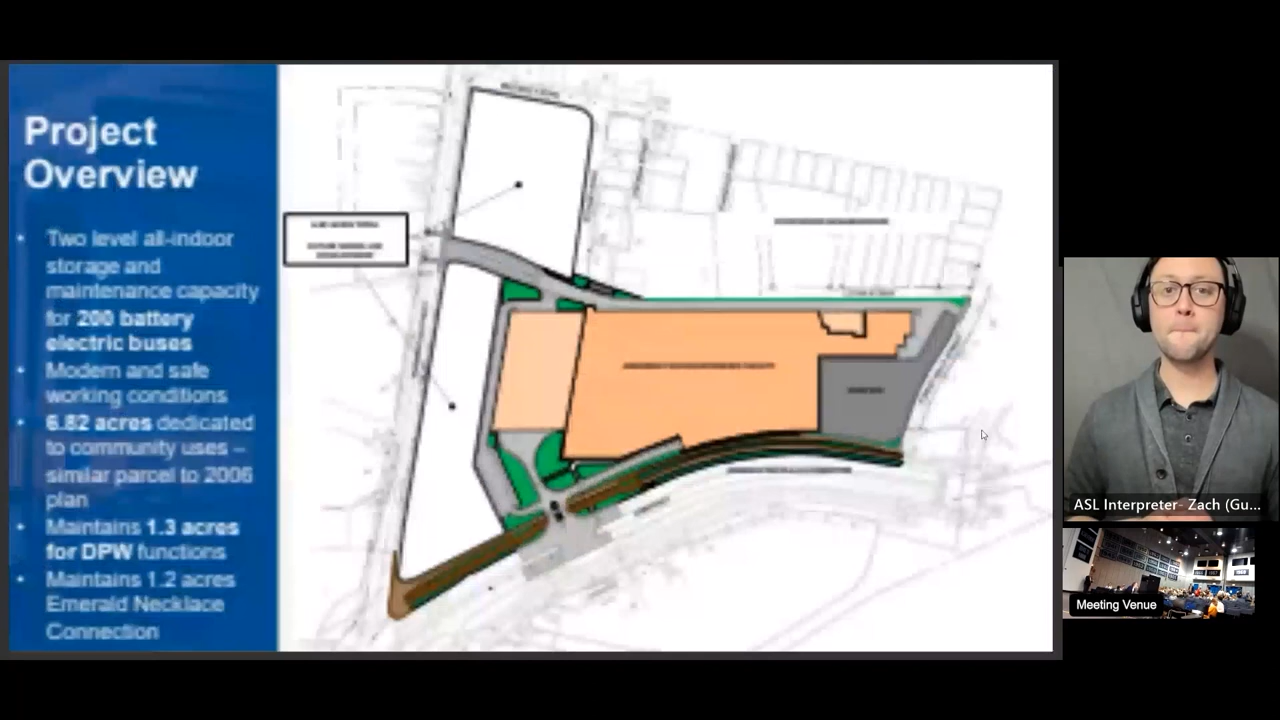 Project
Overview
• Two level all-indoor
storage and
maintenance capacity
for 200 battery
electric buses
• Modern and safe
working conditions
• 6.82 acres dedicated
to community uses –
similar parcel to 2006
plan
• Maintains 1.3 acres
for DPW functions
• Maintains 1.2 acres
Emerald Necklace
Connection
ASL Interpreter- Zach (Gu...
Meeting Venue